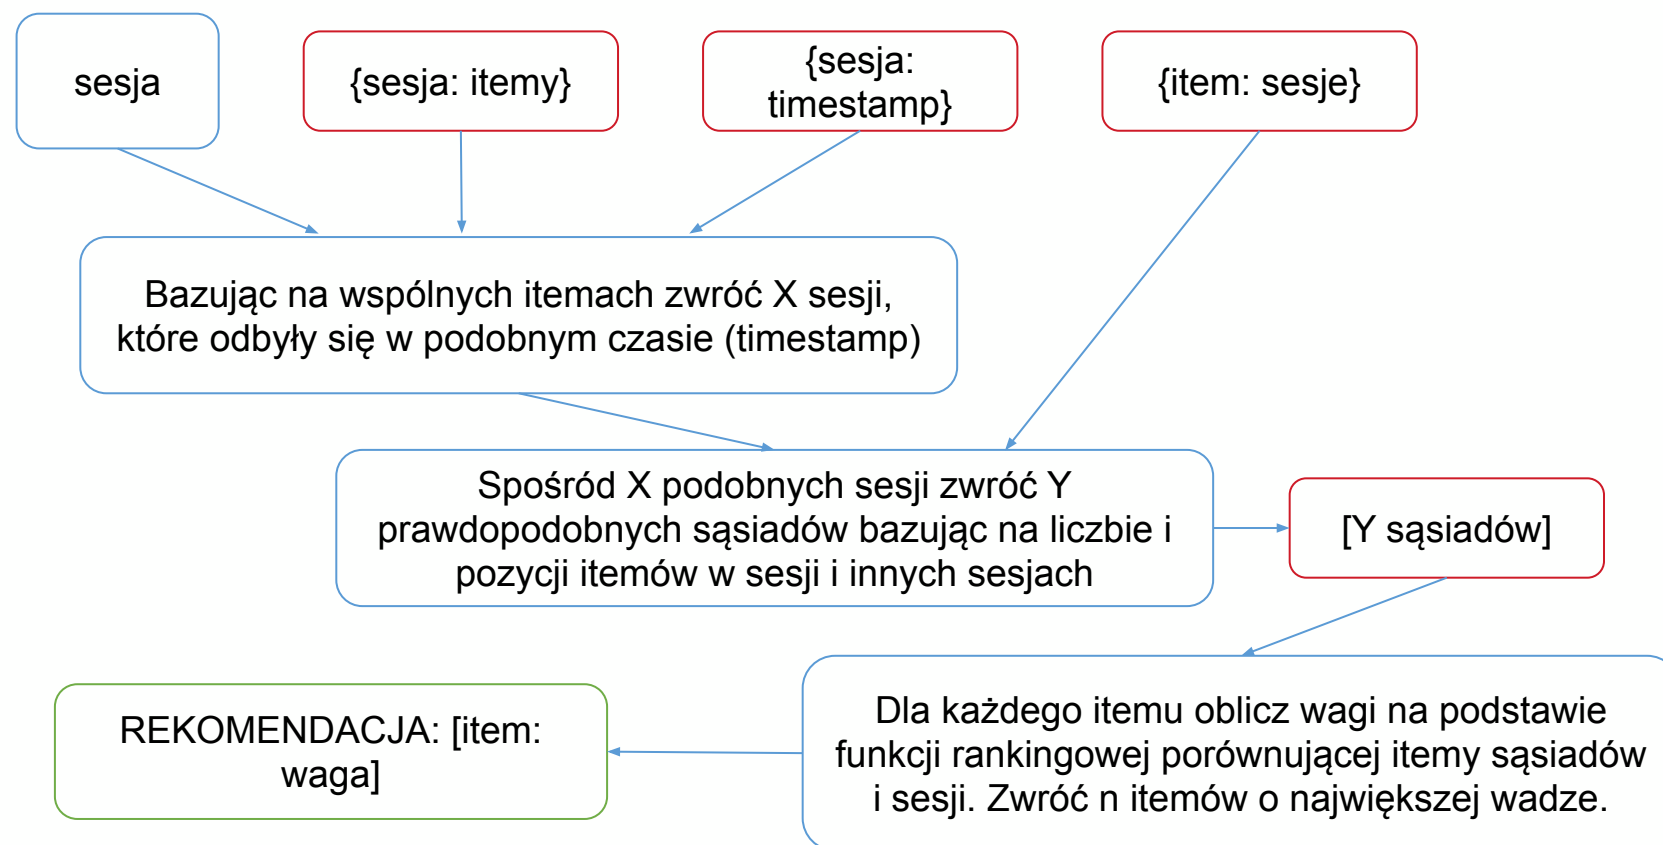 sesja
{sesja: itemy}
{sesja:
timestamp}
{item: sesje}
Bazując na wspólnych itemach zwróć X sesji,
które odbyły się w podobnym czasie (timestamp)
Spośród X podobnych sesji zwróć Y
prawdopodobnych sąsiadów bazując na liczbie i
pozycji itemów w sesji i innych sesjach
[Y sąsiadów]
REKOMENDACJA: [item:
waga]
Dla każdego itemu oblicz wagi na podstawie
funkcji rankingowej porównującej itemy sąsiadów
i sesji. Zwróć n itemów o największej wadze.